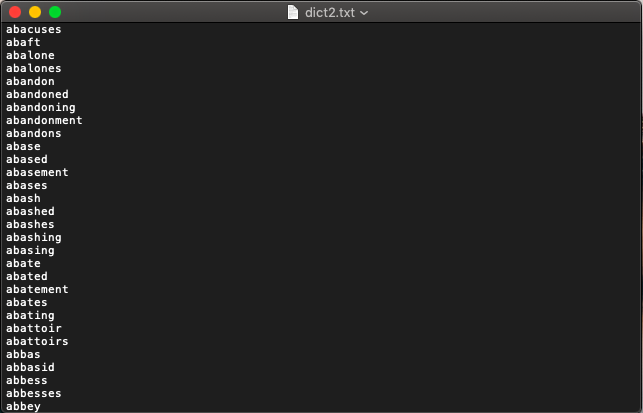 dict2.txt
abacuses
abaft
abalone
abalones
abandon
abandoned
abandoning
abandonment
abandons
abase
abased
abasement
abases
abash
abashed
abashes
abashing
abasing
abate
abated
abatement
abates
abating
abattoir
abattoirs
abbas
abbasid
abbess
abbesses
abbey